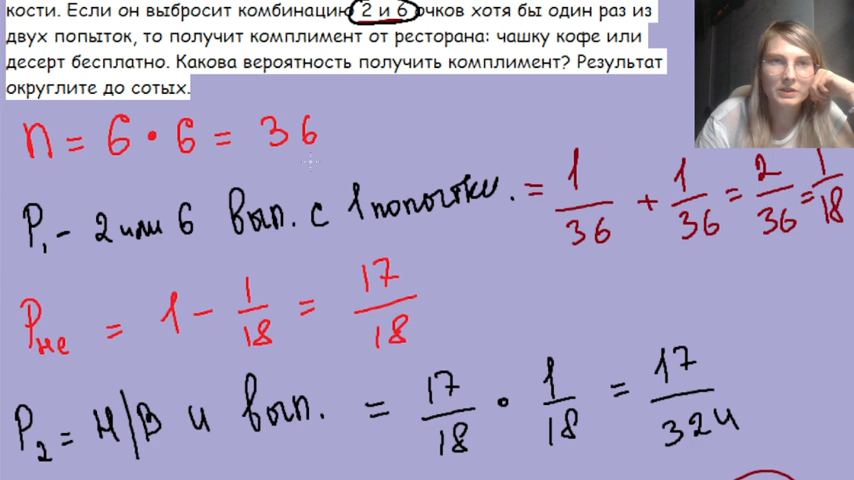 кости. Если он выбросит комбинацию 2 и 6 очков хотя бы один раз из
двух попыток, то получит комплимент от ресторана: чашку кофе или
десерт бесплатно. Какова вероятность получить комплимент? Результат
округлите до сотых.
n = 6 · 6 = 36
P₁ - 2 или 6 вып. с 1 попытки. = 1/36 + 1/36 = 2/36 = 1/18
Pне = 1 - 1/18 = 17/18
P₂ = Н/В и вып. = 17/18 · 1/18 = 17/324